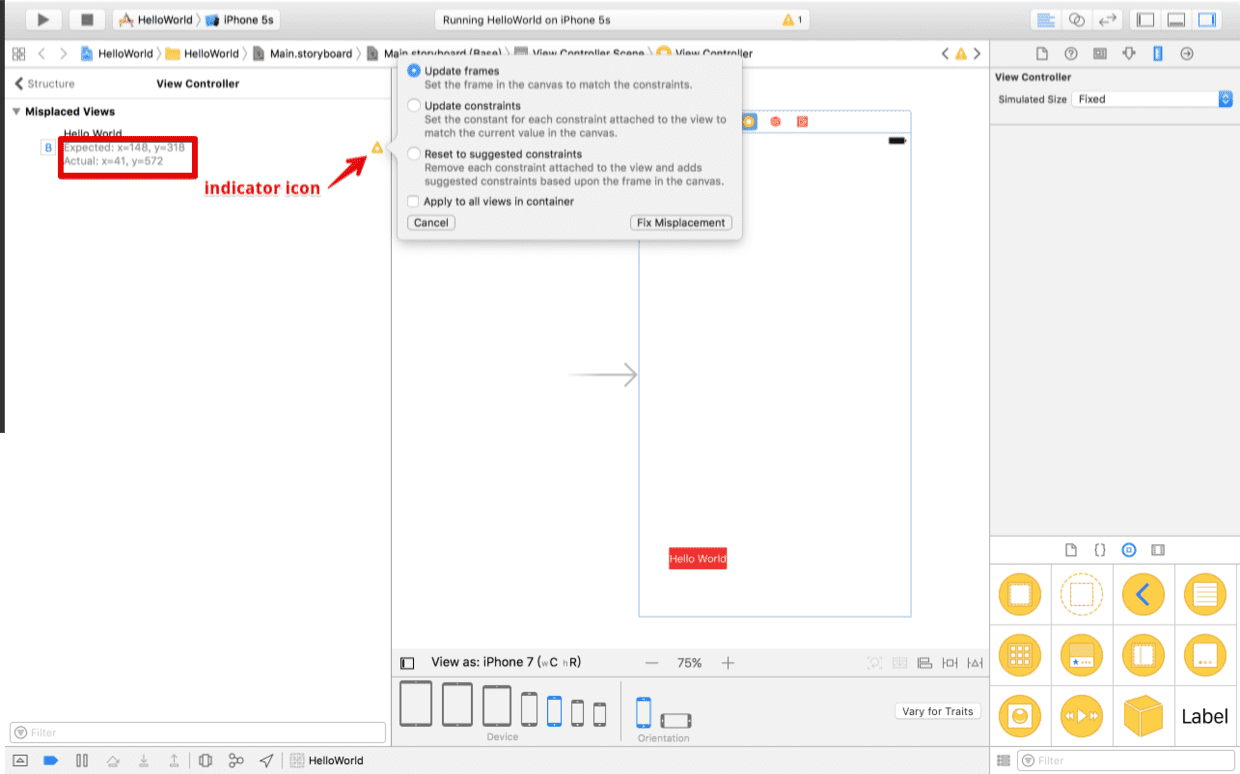 HelloWorld
iPhone 5s
Running HelloWorld on iPhone 5s
1
HelloWorld
HelloWorld
Main.storyboard
Main.storyboard (Base)
View Controller Scene
View Controller
Structure
View Controller
Misplaced Views
Hello World
B
Expected: x=148, y=318
Actual: x=41, y=572
indicator icon
Update frames
Set the frame in the canvas to match the constraints.
Update constraints
Set the constant for each constraint attached to the view to
match the current value in the canvas.
Reset to suggested constraints
Remove each constraint attached to the view and adds
suggested constraints based upon the frame in the canvas.
Apply to all views in container
Cancel
Fix Misplacement
View Controller
Simulated Size
Fixed
Hello World
View as: iPhone 7 (wC hR)
75%
Device
Orientation
Vary for Traits
{}
Label
Filter
HelloWorld
Filter